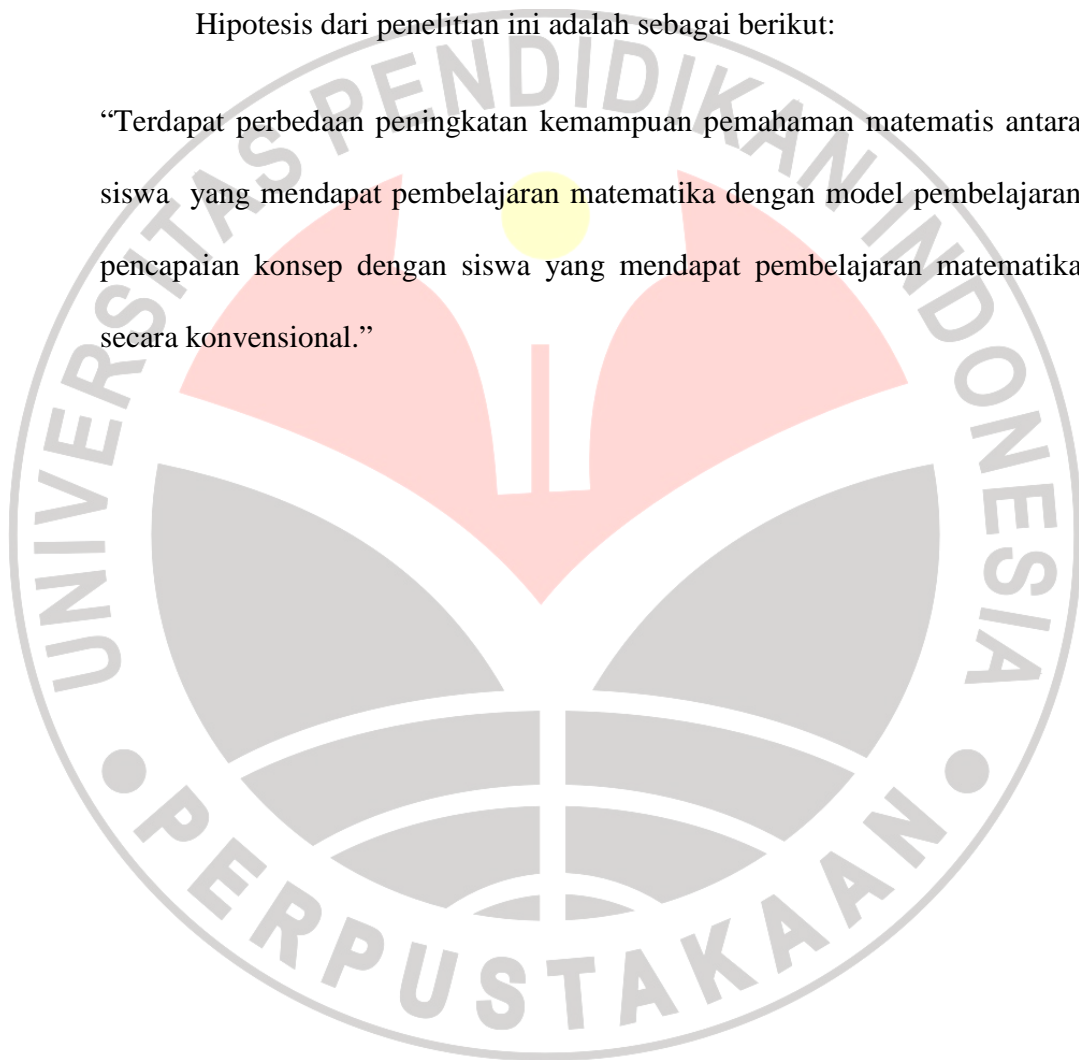 Hipotesis dari penelitian ini adalah sebagai berikut:
“Terdapat perbedaan peningkatan kemampuan pemahaman matematis antara
siswa yang mendapat pembelajaran matematika dengan model pembelajaran
pencapaian konsep dengan siswa yang mendapat pembelajaran matematika
secara konvensional.”
UNIVERSITAS PENDIDIKAN INDONESIA
PERPUSTAKAAN